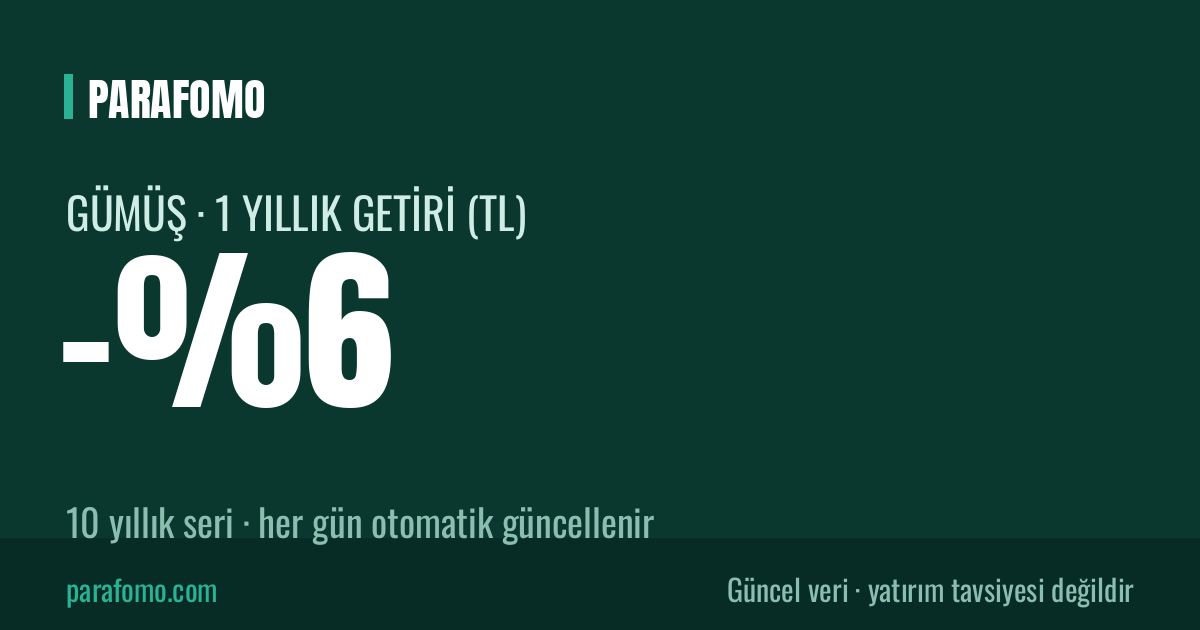 PARAFOMO
GÜMÜŞ · 1 YILLIK GETİRİ (TL)
-%6
10 yıllık seri · her gün otomatik güncellenir
parafomo.com
Güncel veri · yatırım tavsiyesi değildir